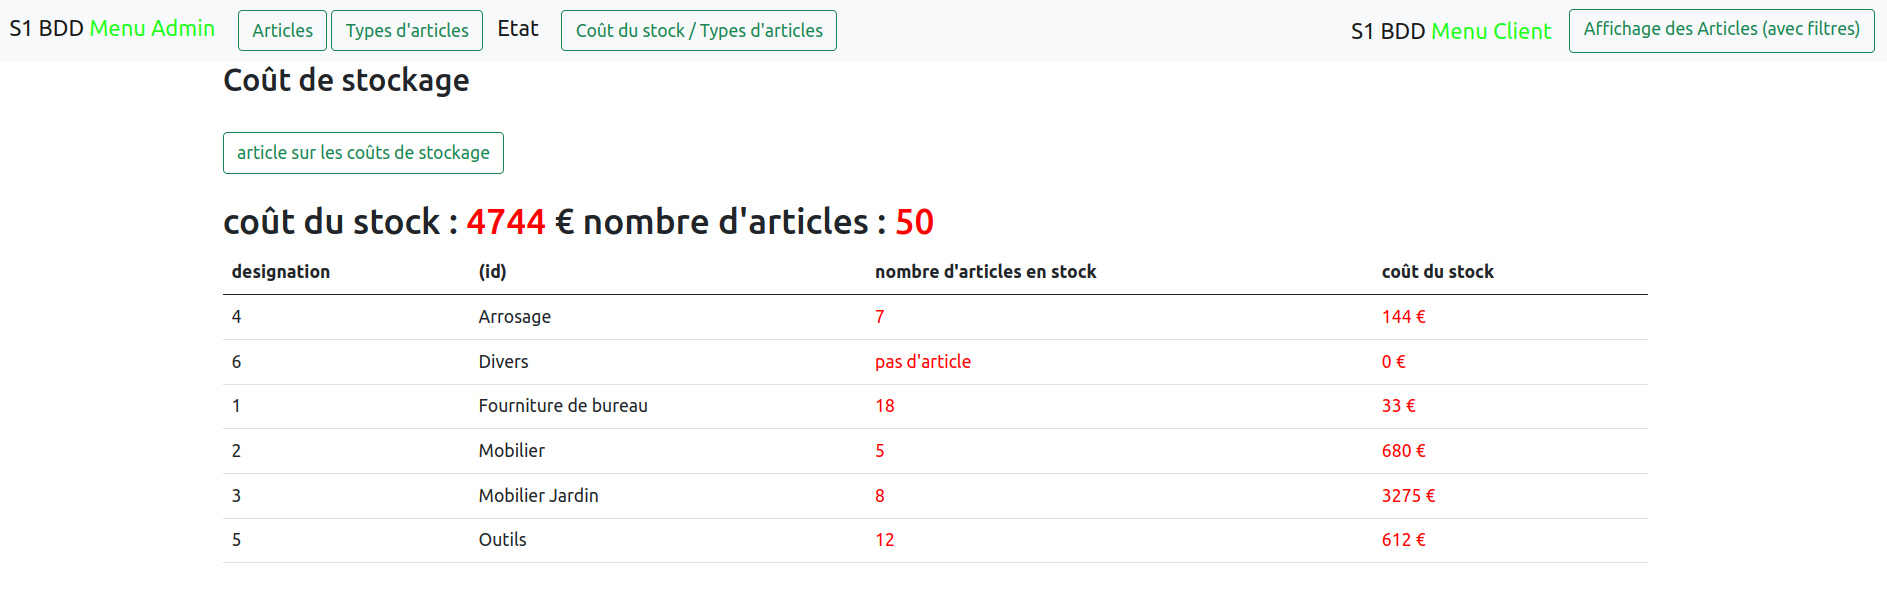 S1 BDD Menu Admin Articles Types d'articles Etat Coût du stock / Types d'articles S1 BDD Menu Client Affichage des Articles (avec filtres)
Coût de stockage
article sur les coûts de stockage
coût du stock : 4744 € nombre d'articles : 50
designation (id) nombre d'articles en stock coût du stock
4 Arrosage 7 144 €
6 Divers pas d'article 0 €
1 Fourniture de bureau 18 33 €
2 Mobilier 5 680 €
3 Mobilier Jardin 8 3275 €
5 Outils 12 612 €